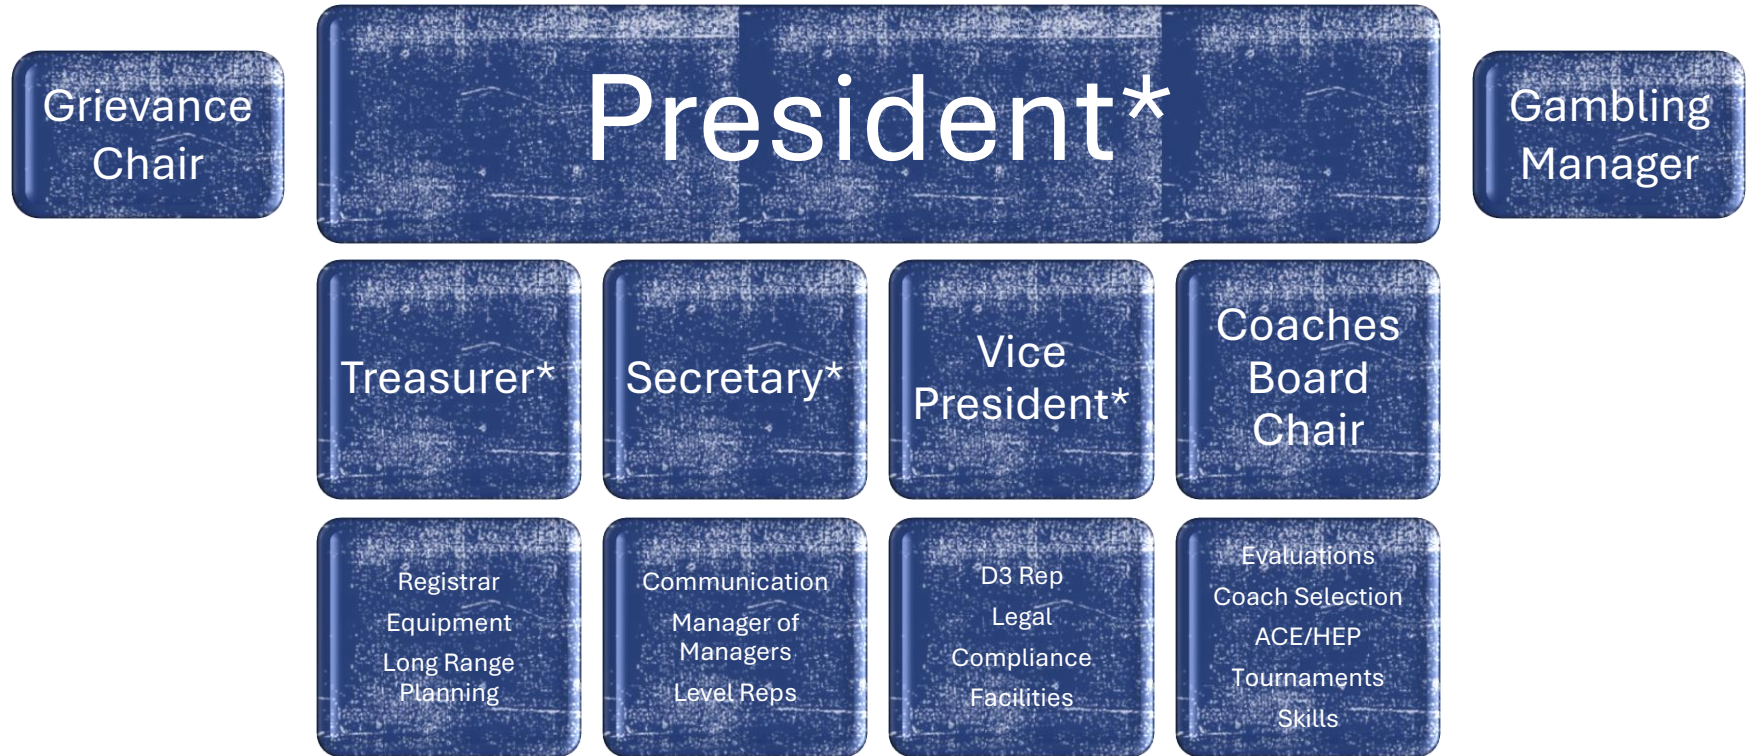 Grievance
Chair
President*
Gambling
Manager
Treasurer*
Secretary*
Vice
President*
Coaches
Board
Chair
Registrar
Equipment
Long Range
Planning
Communication
Manager of
Managers
Level Reps
D3 Rep
Legal
Compliance
Facilities
Evaluations
Coach Selection
ACE/HEP
Tournaments
Skills